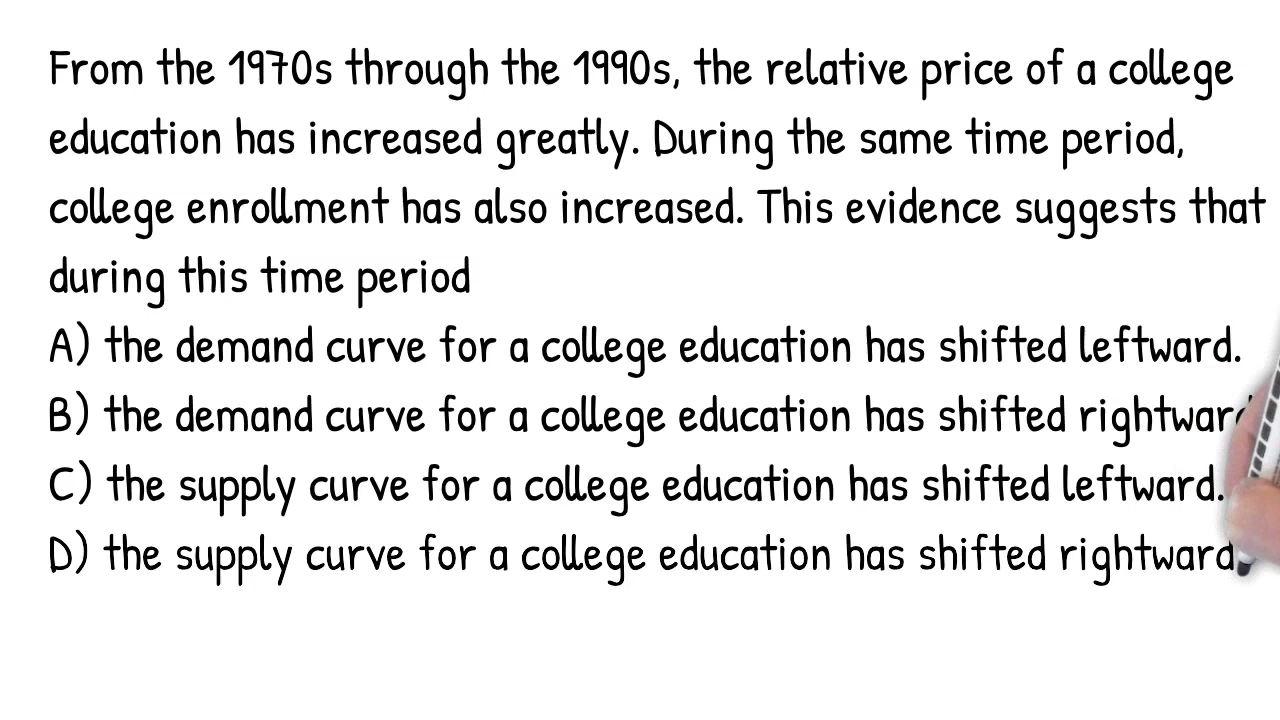 From the 1970s through the 1990s, the relative price of a college
education has increased greatly. During the same time period,
college enrollment has also increased. This evidence suggests that
during this time period
A) the demand curve for a college education has shifted leftward.
B) the demand curve for a college education has shifted rightward
C) the supply curve for a college education has shifted leftward.
D) the supply curve for a college education has shifted rightward